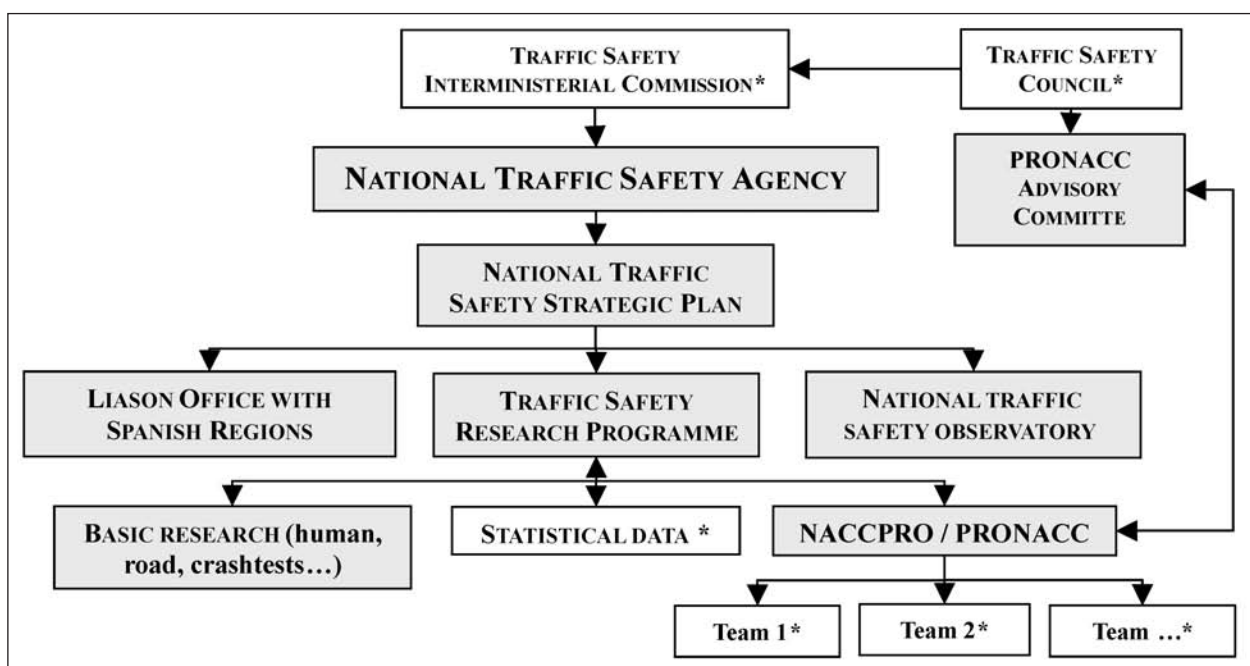 TRAFFIC SAFETY
INTERMINISTERIAL COMMISSION*
TRAFFIC SAFETY
COUNCIL*
NATIONAL TRAFFIC SAFETY AGENCY
PRONACC
ADVISORY
COMMITTE
NATIONAL TRAFFIC
SAFETY STRATEGIC PLAN
LIASON OFFICE WITH
SPANISH REGIONS
TRAFFIC SAFETY
RESEARCH PROGRAMME
NATIONAL TRAFFIC
SAFETY OBSERVATORY
BASIC RESEARCH (human,
road, crashtests…)
STATISTICAL DATA *
NACCPRO / PRONACC
Team 1*
Team 2*
Team …*